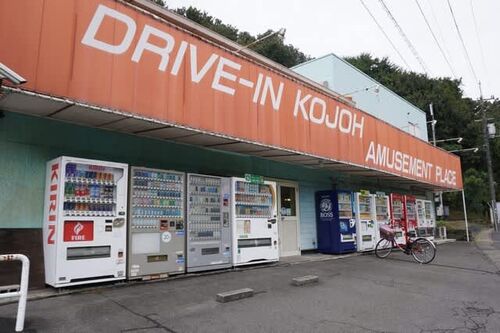 DRIVE-IN KOJOH AMUSEMENT PLACE
KIRIN
FIRE
BOSS